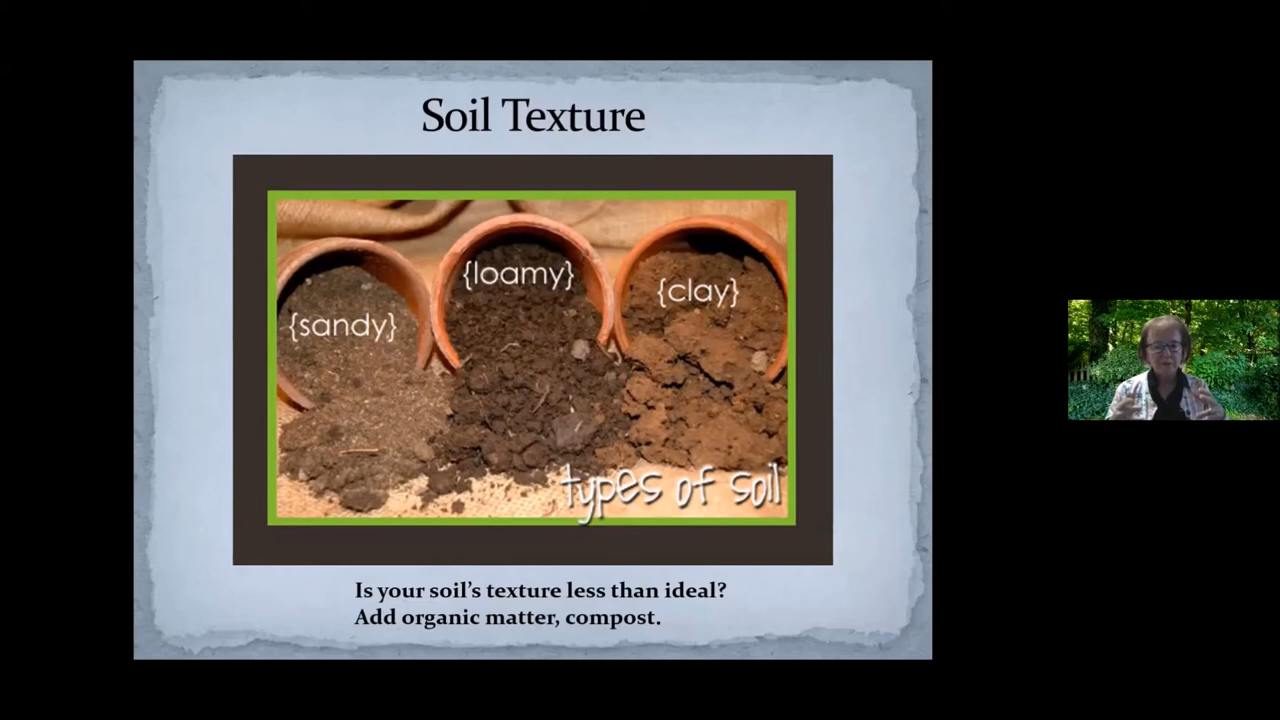 Soil Texture
{sandy}
{loamy}
{clay}
types of soil
Is your soil’s texture less than ideal?
Add organic matter, compost.